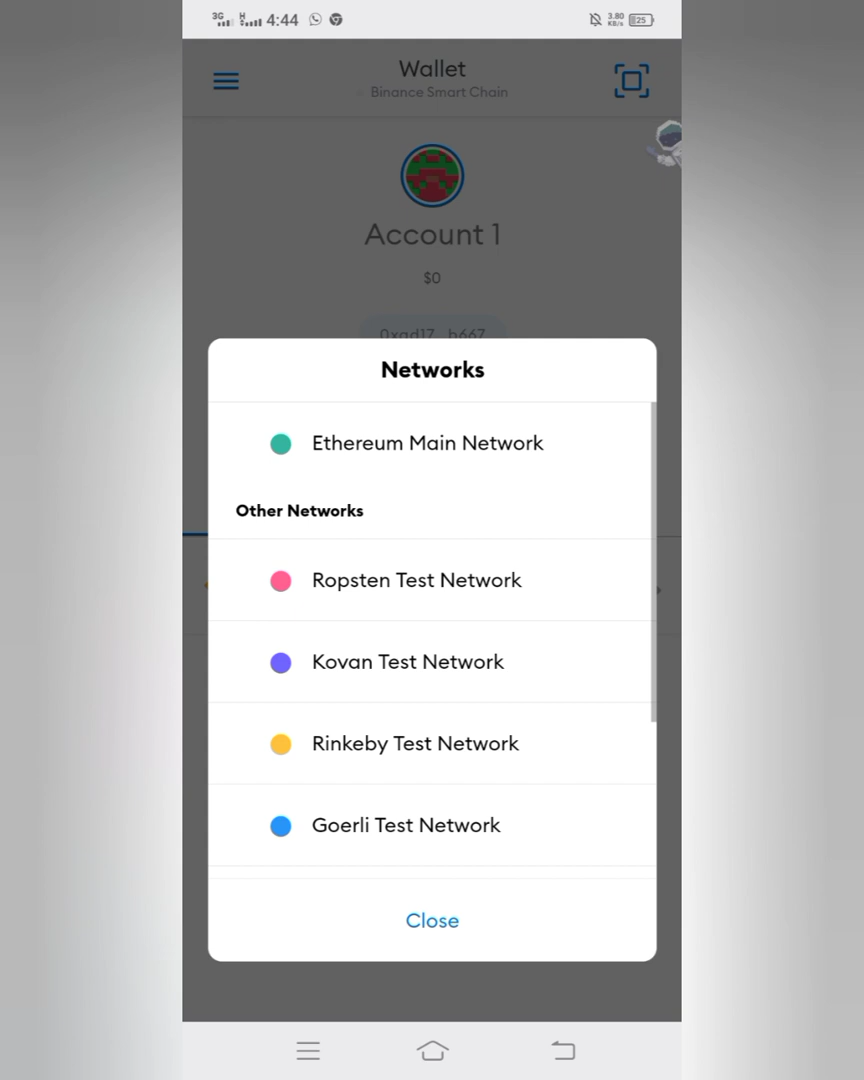 3G H 4:44 3.80 KB/s 25
Wallet
Binance Smart Chain
Account 1
$0
0xad17...b667
Networks
Ethereum Main Network
Other Networks
Ropsten Test Network
Kovan Test Network
Rinkeby Test Network
Goerli Test Network
Close